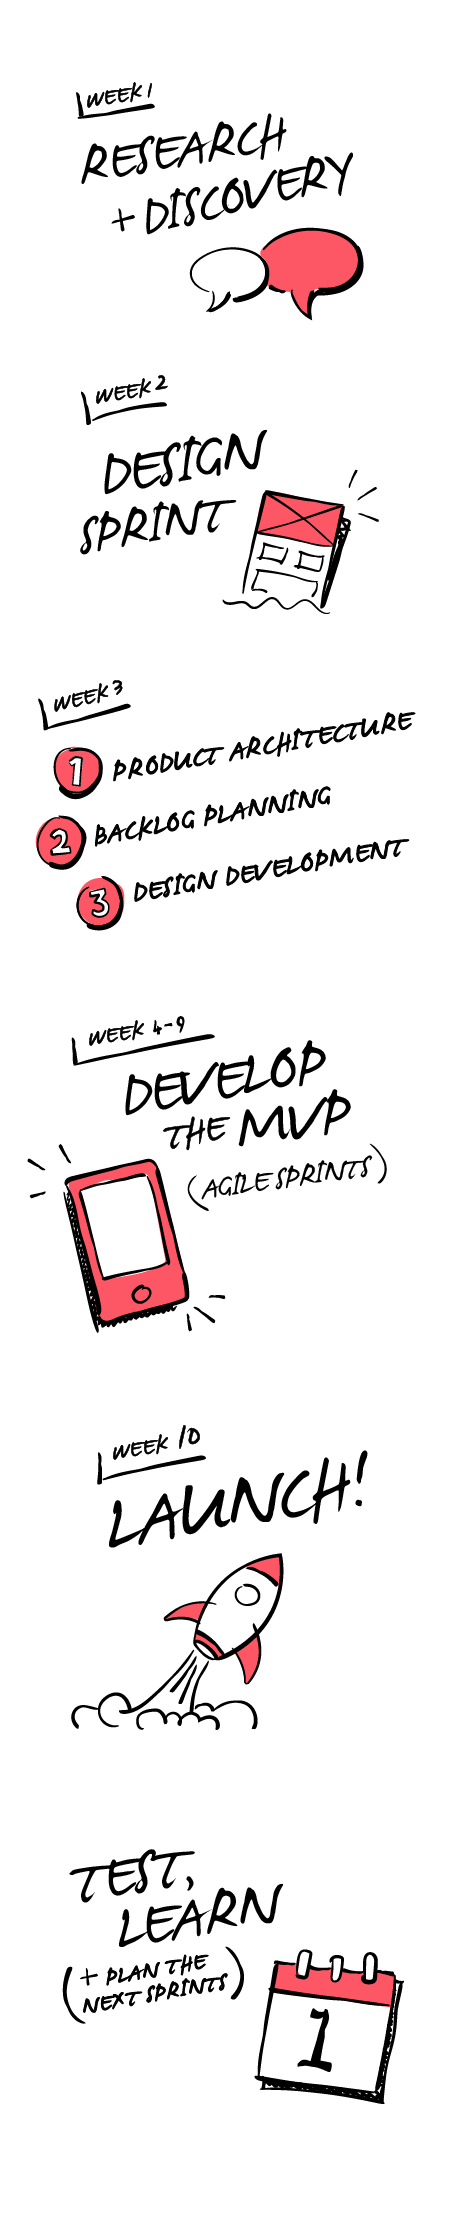 WEEK 1
RESEARCH
+ DISCOVERY
WEEK 2
DESIGN
SPRINT
WEEK 3
1 PRODUCT ARCHITECTURE
2 BACKLOG PLANNING
3 DESIGN DEVELOPMENT
WEEK 4-9
DEVELOP
THE MVP
(AGILE SPRINTS)
WEEK 10
LAUNCH!
TEST,
LEARN
(+ PLAN THE
NEXT SPRINTS)
1